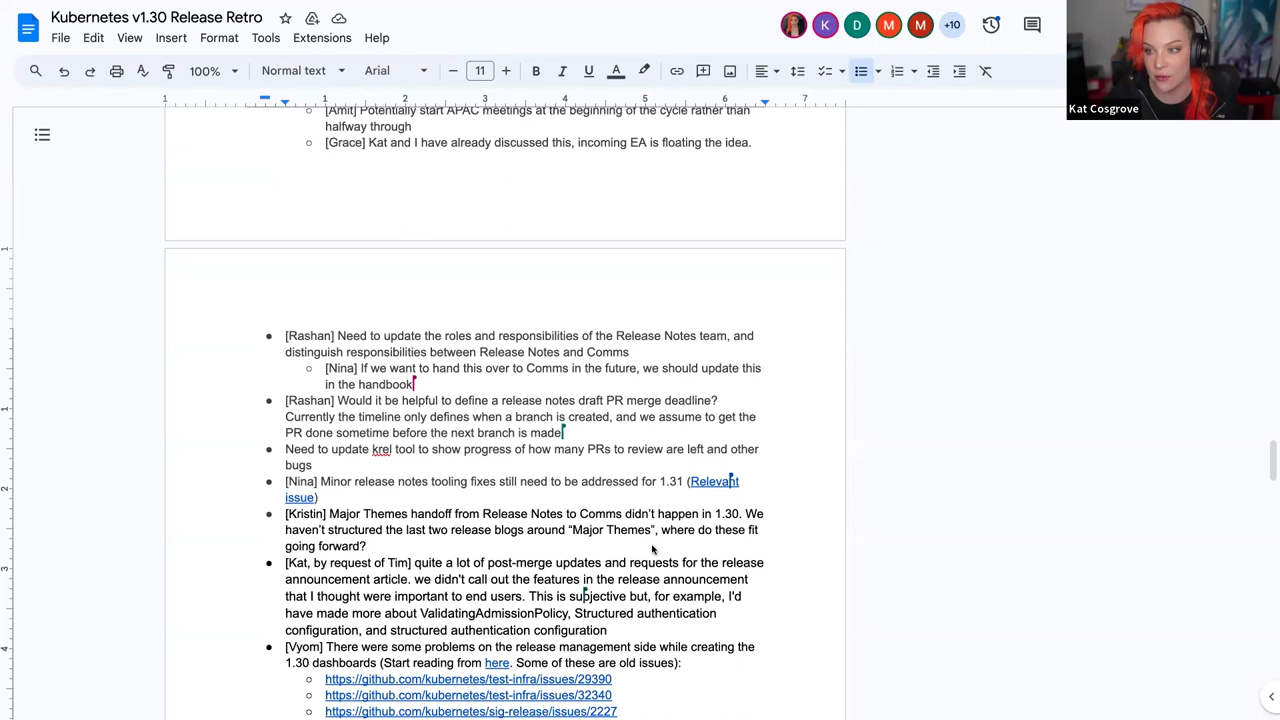 Kubernetes v1.30 Release Retro
File Edit View Insert Format Tools Extensions Help
K D M M +10
100% Normal text Arial 11 B I U A
1 1 2 3 4 5 6 7
[Amit] Potentially start APAC meetings at the beginning of the cycle rather than
halfway through
[Grace] Kat and I have already discussed this, incoming EA is floating the idea.
[Rashan] Need to update the roles and responsibilities of the Release Notes team, and
distinguish responsibilities between Release Notes and Comms
[Nina] If we want to hand this over to Comms in the future, we should update this
in the handbook
[Rashan] Would it be helpful to define a release notes draft PR merge deadline?
Currently the timeline only defines when a branch is created, and we assume to get the
PR done sometime before the next branch is made
Need to update krel tool to show progress of how many PRs to review are left and other
bugs
[Nina] Minor release notes tooling fixes still need to be addressed for 1.31 (Relevant
issue)
[Kristin] Major Themes handoff from Release Notes to Comms didn’t happen in 1.30. We
haven’t structured the last two release blogs around “Major Themes”, where do these fit
going forward?
[Kat, by request of Tim] quite a lot of post-merge updates and requests for the release
announcement article. we didn't call out the features in the release announcement
that I thought were important to end users. This is subjective but, for example, I'd
have made more about ValidatingAdmissionPolicy, Structured authentication
configuration, and structured authentication configuration
[Vyom] There were some problems on the release management side while creating the
1.30 dashboards (Start reading from here. Some of these are old issues):
https://github.com/kubernetes/test-infra/issues/29390
https://github.com/kubernetes/test-infra/issues/32340
https://github.com/kubernetes/sig-release/issues/2227
1
1
2
3
4
Kat Cosgrove